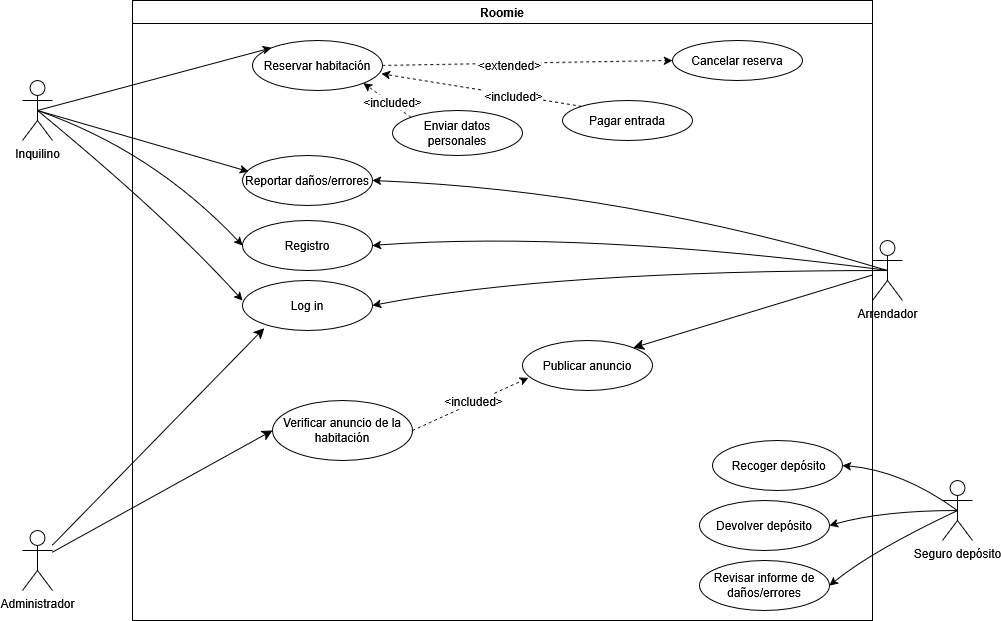 Roomie
Reservar habitación
<extended>
Cancelar reserva
<included>
<included>
Enviar datos
personales
Pagar entrada
Inquilino
Reportar daños/errores
Registro
Log in
Arrendador
Publicar anuncio
<included>
Verificar anuncio de la
habitación
Recoger depósito
Devolver depósito
Seguro depósito
Revisar informe de
daños/errores
Administrador